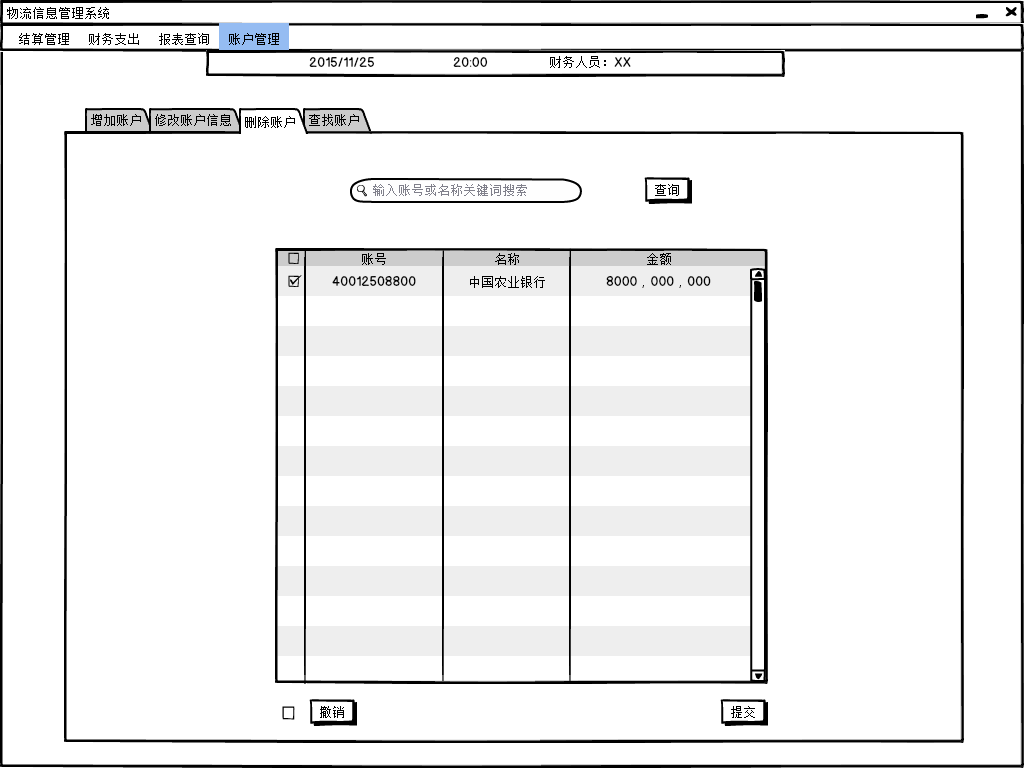 物流信息管理系统
结算管理 财务支出 报表查询 账户管理
2015/11/25 20:00 财务人员：XX
增加账户 修改账户信息 删除账户 查找账户
输入账号或名称关键词搜索 查询
账号 名称 金额
40012508800 中国农业银行 8000，000，000
撤销 提交